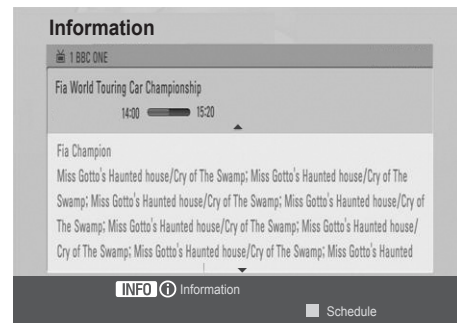 Information
1 BBC ONE
Fia World Touring Car Championship
14:00 15:20
Fia Champion
Miss Gotto's Haunted house/Cry of The Swamp; Miss Gotto's Haunted house/Cry of The
Swamp; Miss Gotto's Haunted house/Cry of The Swamp; Miss Gotto's Haunted house/Cry of
The Swamp; Miss Gotto's Haunted house/Cry of The Swamp; Miss Gotto's Haunted house/
Cry of The Swamp; Miss Gotto's Haunted house/Cry of The Swamp; Miss Gotto's Haunted
INFO i Information
Schedule